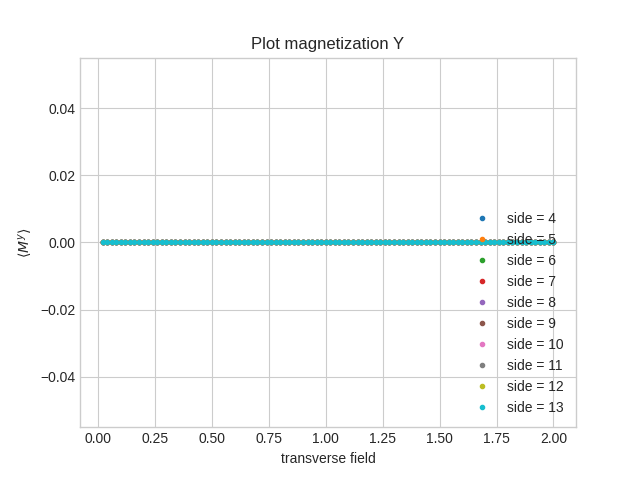 Plot magnetization Y
0.04
0.02
0.00
−0.02
−0.04
⟨M^y⟩
side = 4
side = 5
side = 6
side = 7
side = 8
side = 9
side = 10
side = 11
side = 12
side = 13
0.00 0.25 0.50 0.75 1.00 1.25 1.50 1.75 2.00
transverse field